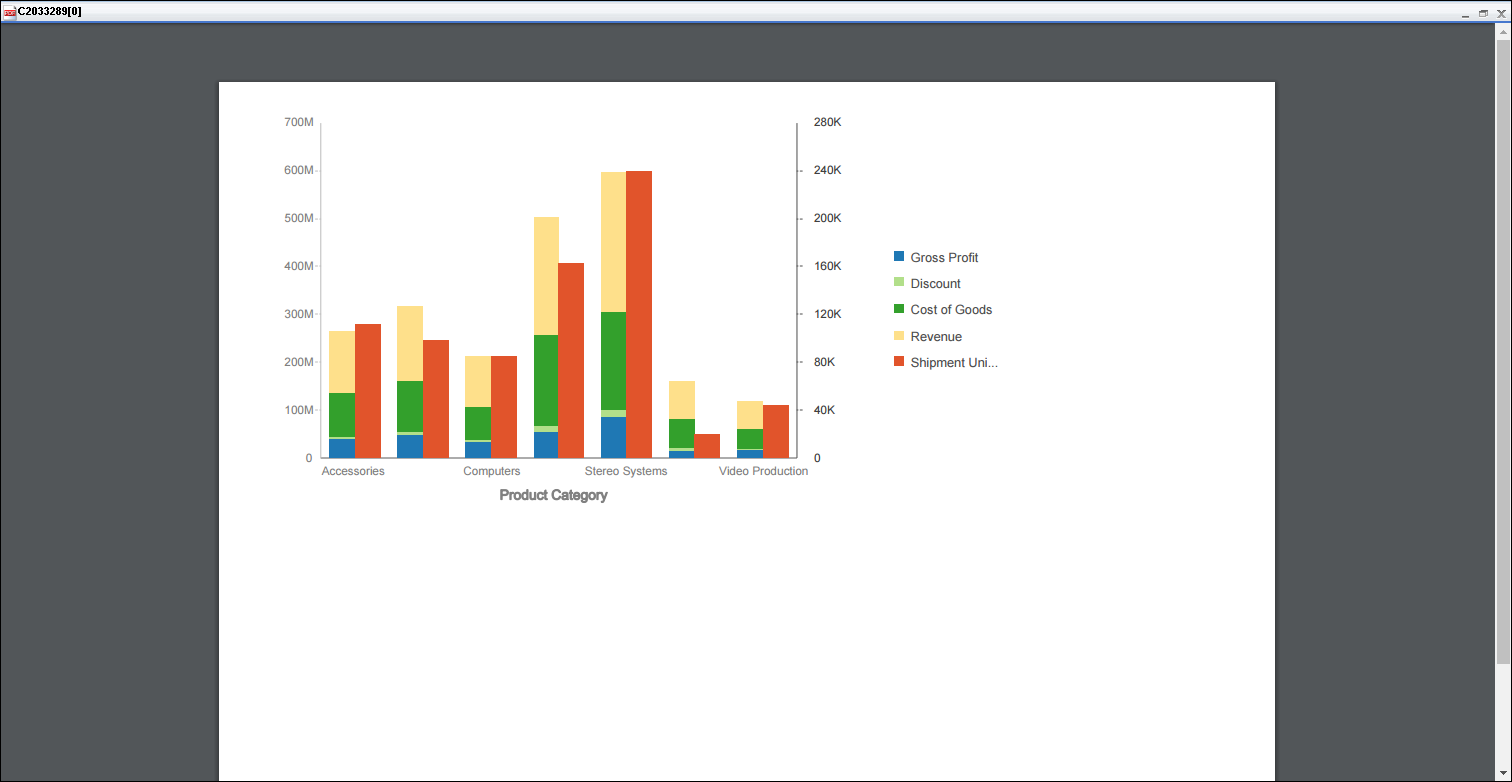 C2033289[0]
700M
600M
500M
400M
300M
200M
100M
0
280K
240K
200K
160K
120K
80K
40K
0
Accessories Computers Stereo Systems Video Production
Product Category
Gross Profit
Discount
Cost of Goods
Revenue
Shipment Uni...